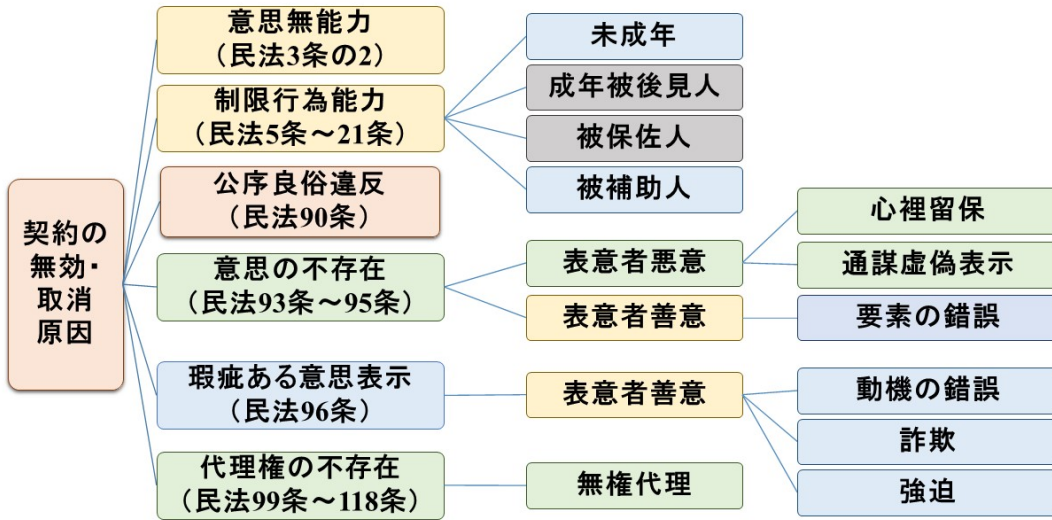 契約の
無効・
取消
原因
意思無能力
（民法3条の2）
制限行為能力
（民法5条～21条）
公序良俗違反
（民法90条）
意思の不存在
（民法93条～95条）
瑕疵ある意思表示
（民法96条）
代理権の不存在
（民法99条～118条）
未成年
成年被後見人
被保佐人
被補助人
表意者悪意
表意者善意
表意者善意
無権代理
心裡留保
通謀虚偽表示
要素の錯誤
動機の錯誤
詐欺
強迫